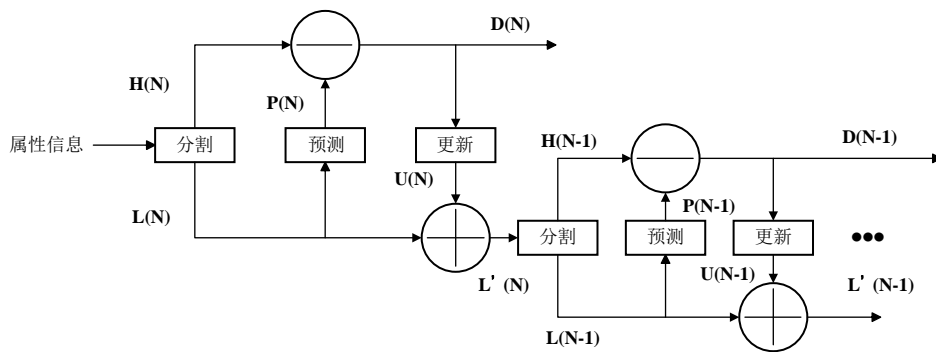 D(N)
H(N)
P(N)
属性信息
分割
预测
更新
H(N-1)
D(N-1)
U(N)
L(N)
P(N-1)
分割
预测
更新
•••
L' (N)
U(N-1)
L' (N-1)
L(N-1)